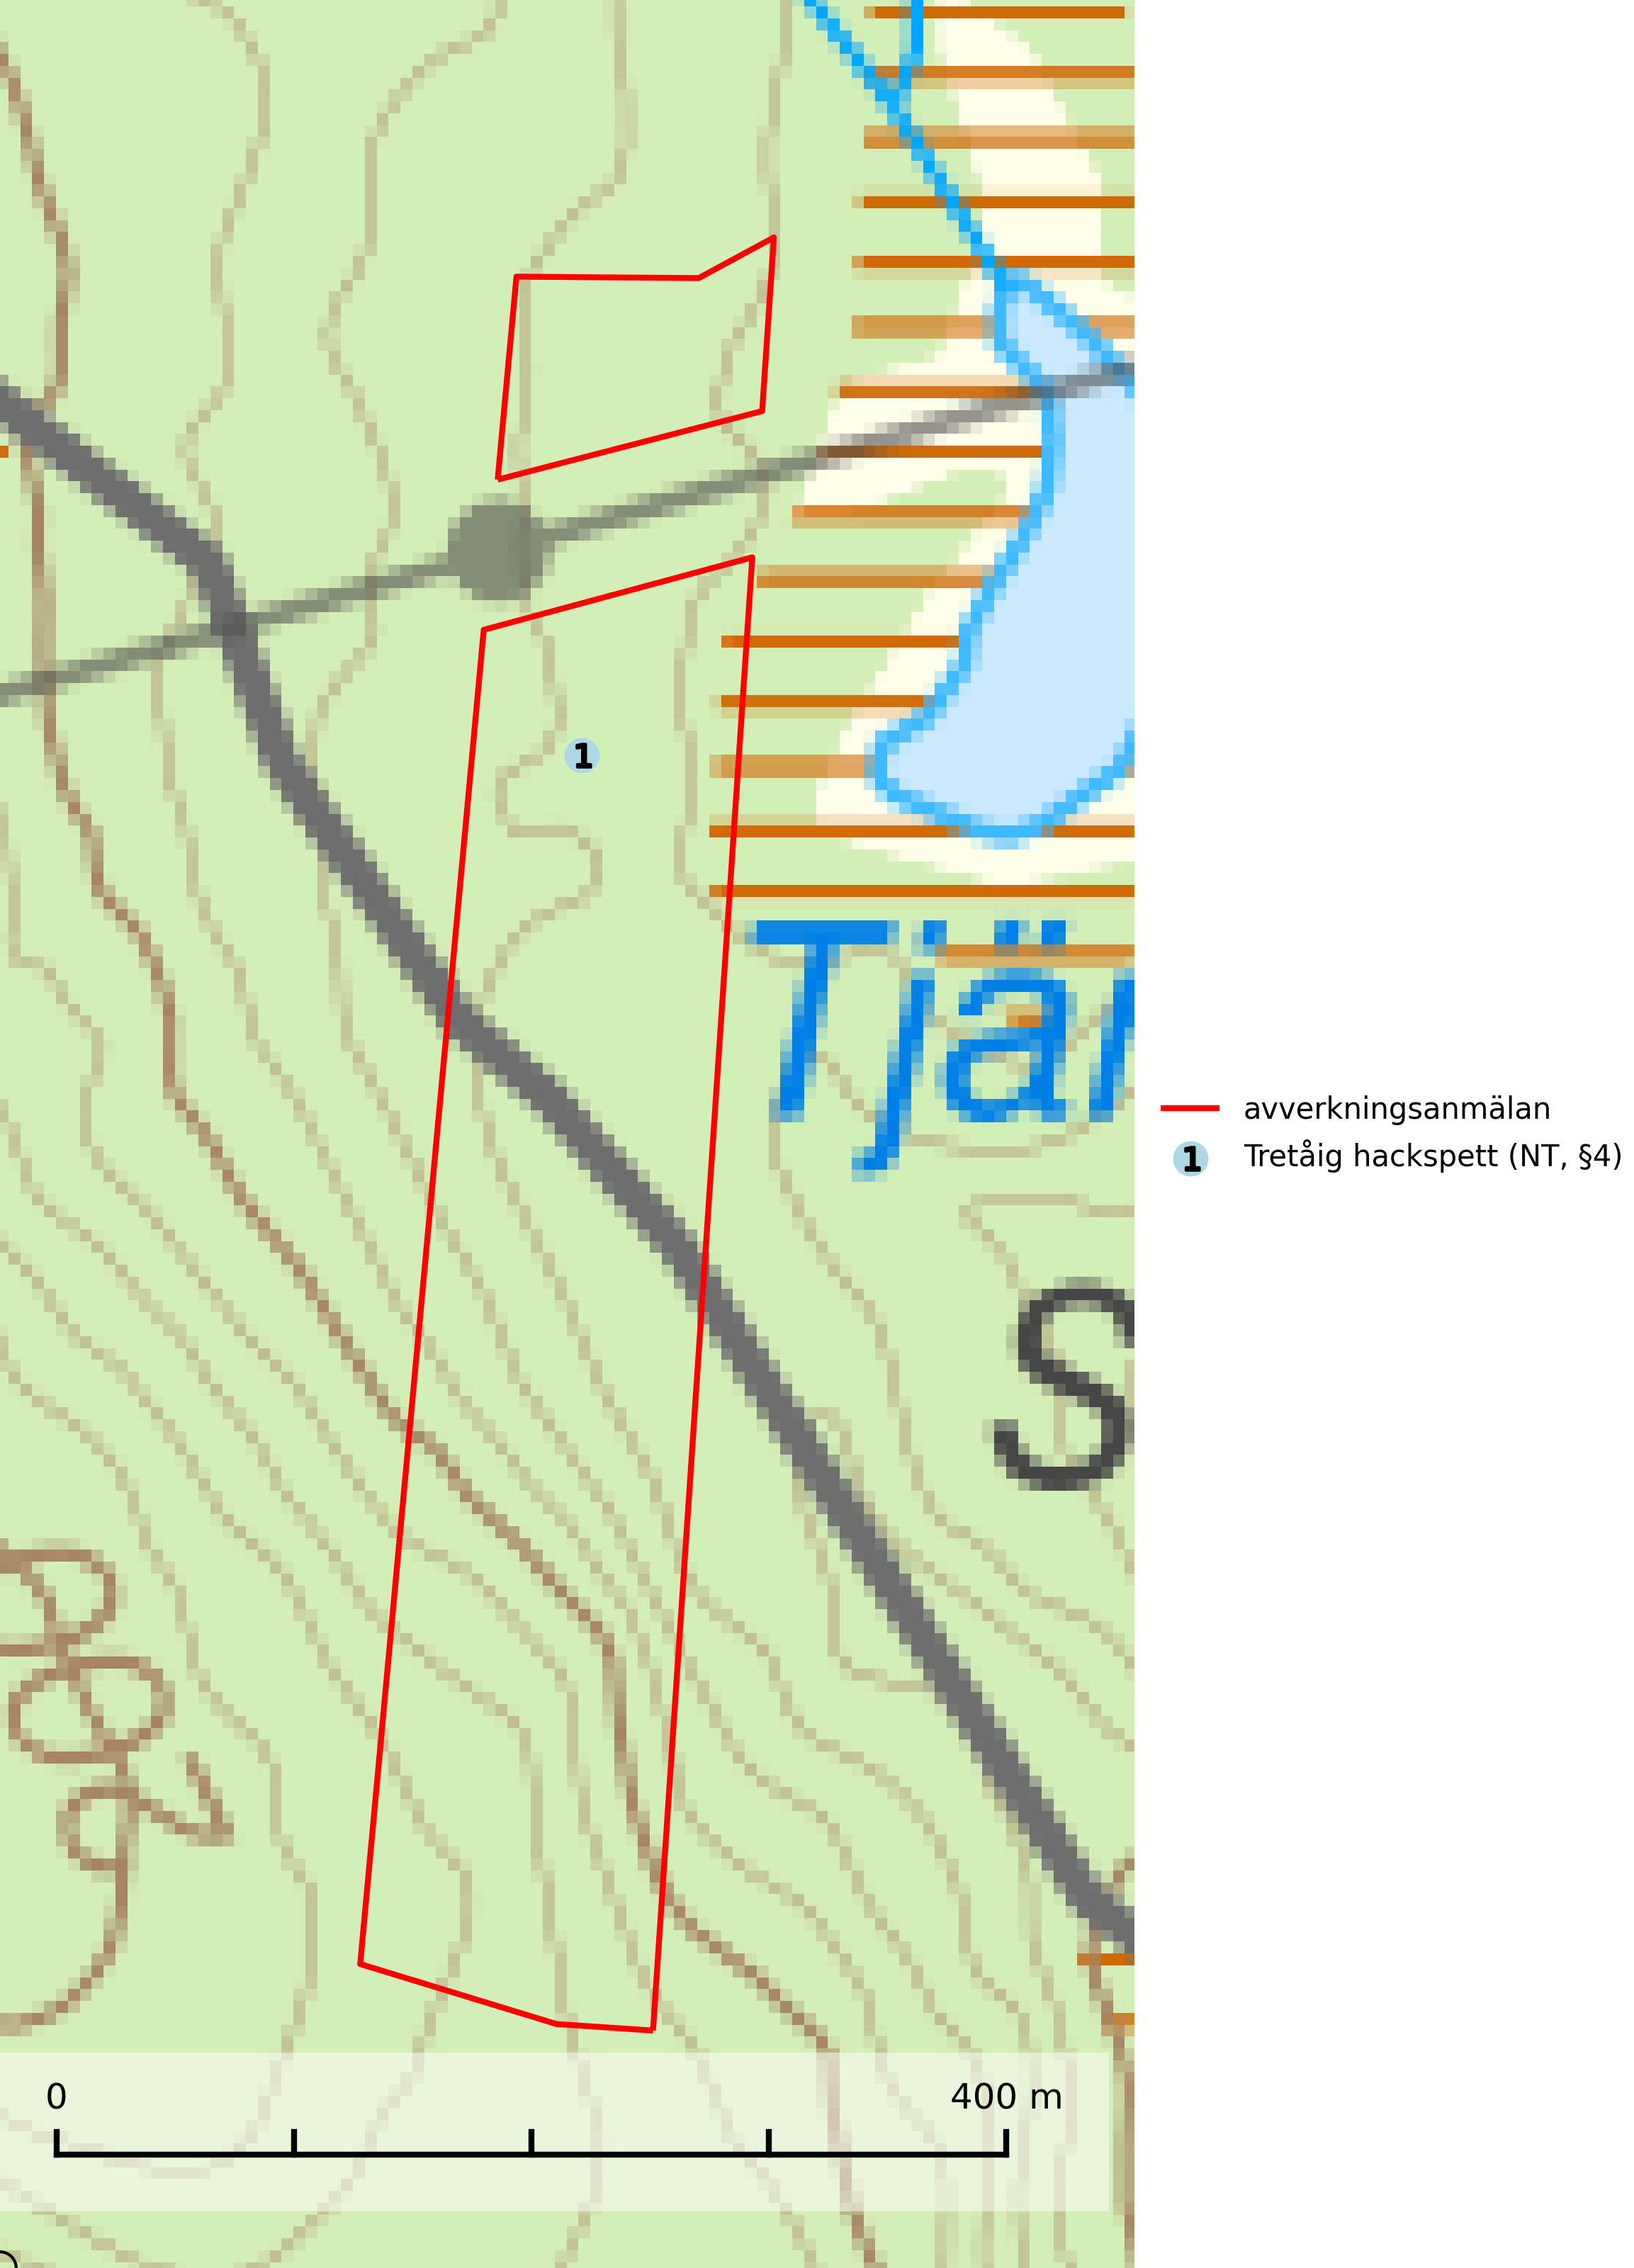 1
Tjär
S
avverkningsanmälan
1 Tretåig hackspett (NT, §4)
0 400 m